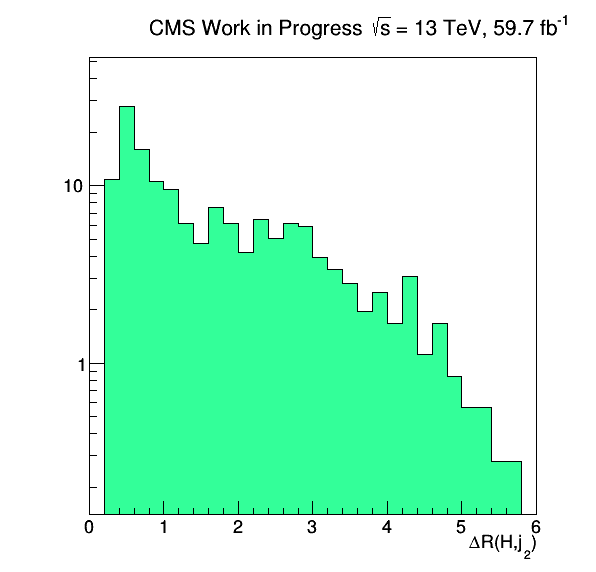 CMS Work in Progress √s = 13 TeV, 59.7 fb⁻¹
10
1
0 1 2 3 4 5 6
ΔR(H,j₂)